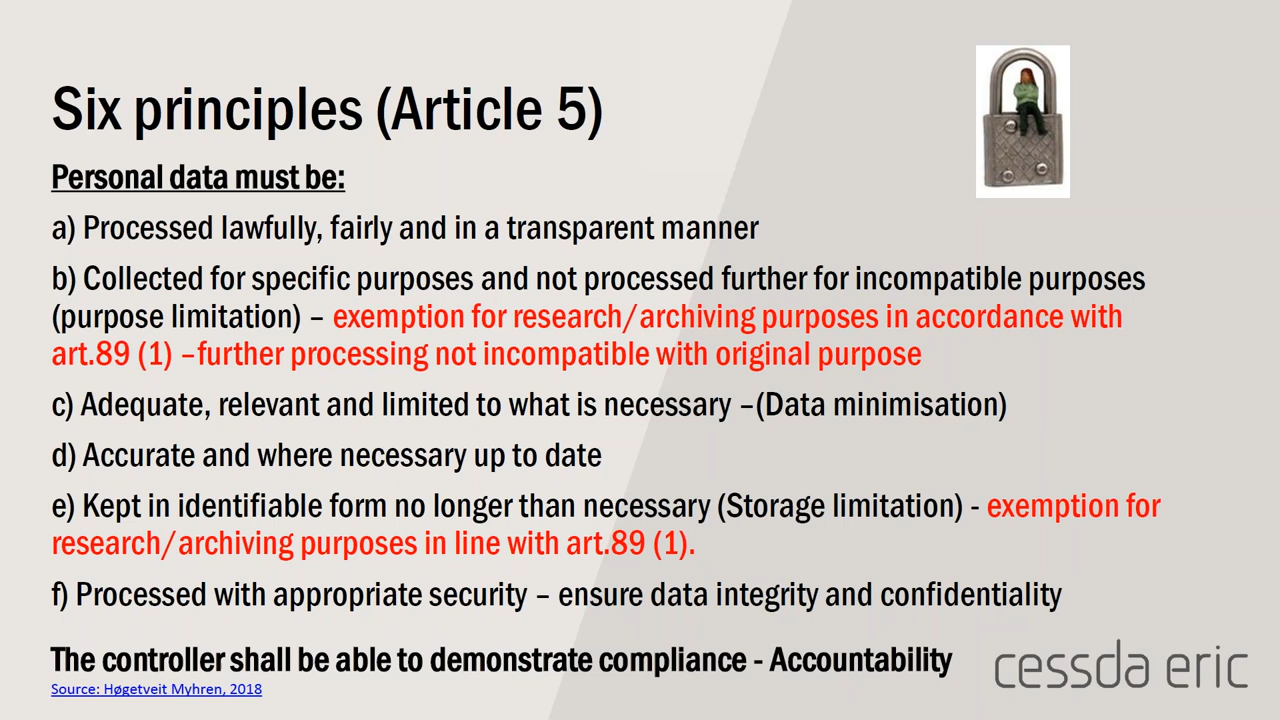 Six principles (Article 5)
Personal data must be:
a) Processed lawfully, fairly and in a transparent manner
b) Collected for specific purposes and not processed further for incompatible purposes
(purpose limitation) – exemption for research/archiving purposes in accordance with
art.89 (1) –further processing not incompatible with original purpose
c) Adequate, relevant and limited to what is necessary –(Data minimisation)
d) Accurate and where necessary up to date
e) Kept in identifiable form no longer than necessary (Storage limitation) - exemption for
research/archiving purposes in line with art.89 (1).
f) Processed with appropriate security – ensure data integrity and confidentiality
The controller shall be able to demonstrate compliance - Accountability
Source: Høgetveit Myhren, 2018
cessda eric